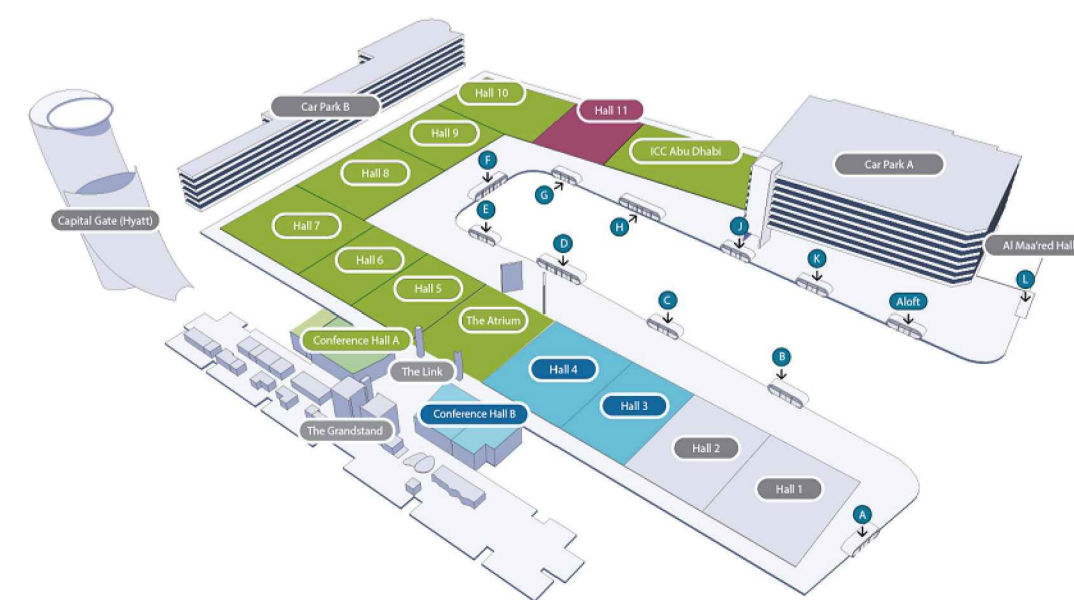 Hall 10
Car Park B
Hall 11
Hall 9
ICC Abu Dhabi
Car Park A
F
Hall 8
G
Capital Gate (Hyatt)
E
H
Hall 7
J
D
Al Maa'red Hall
Hall 6
K
L
Hall 5
C
Aloft
The Atrium
Conference Hall A
B
The Link
Hall 4
Hall 3
Conference Hall B
The Grandstand
Hall 2
Hall 1
A